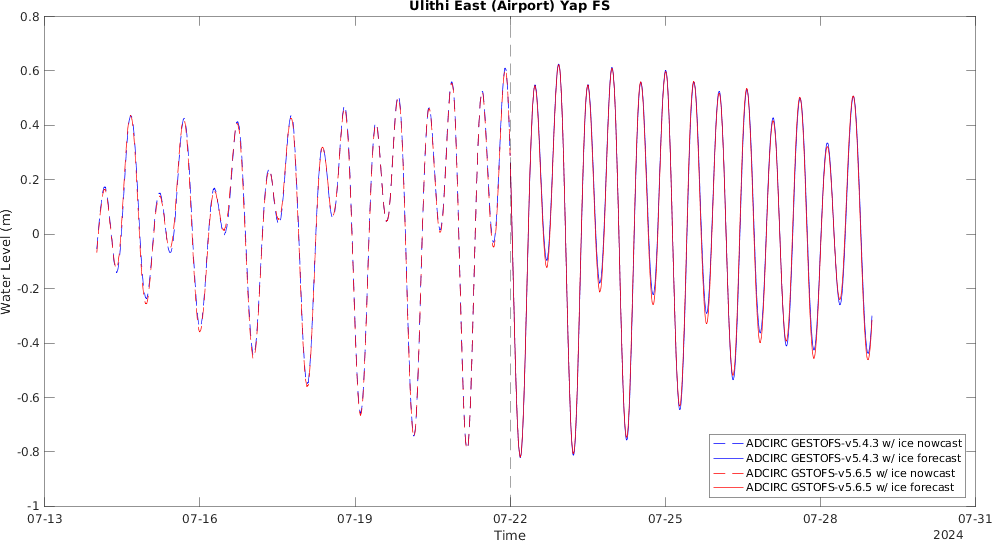 Ulithi East (Airport) Yap FS
0.8
0.6
0.4
0.2
0
-0.2
-0.4
-0.6
-0.8
-1
Water Level (m)
07-13
07-16
07-19
07-22
07-25
07-28
07-31
Time
2024
ADCIRC GESTOFS-v5.4.3 w/ ice nowcast
ADCIRC GESTOFS-v5.4.3 w/ ice forecast
ADCIRC GSTOFS-v5.6.5 w/ ice nowcast
ADCIRC GSTOFS-v5.6.5 w/ ice forecast